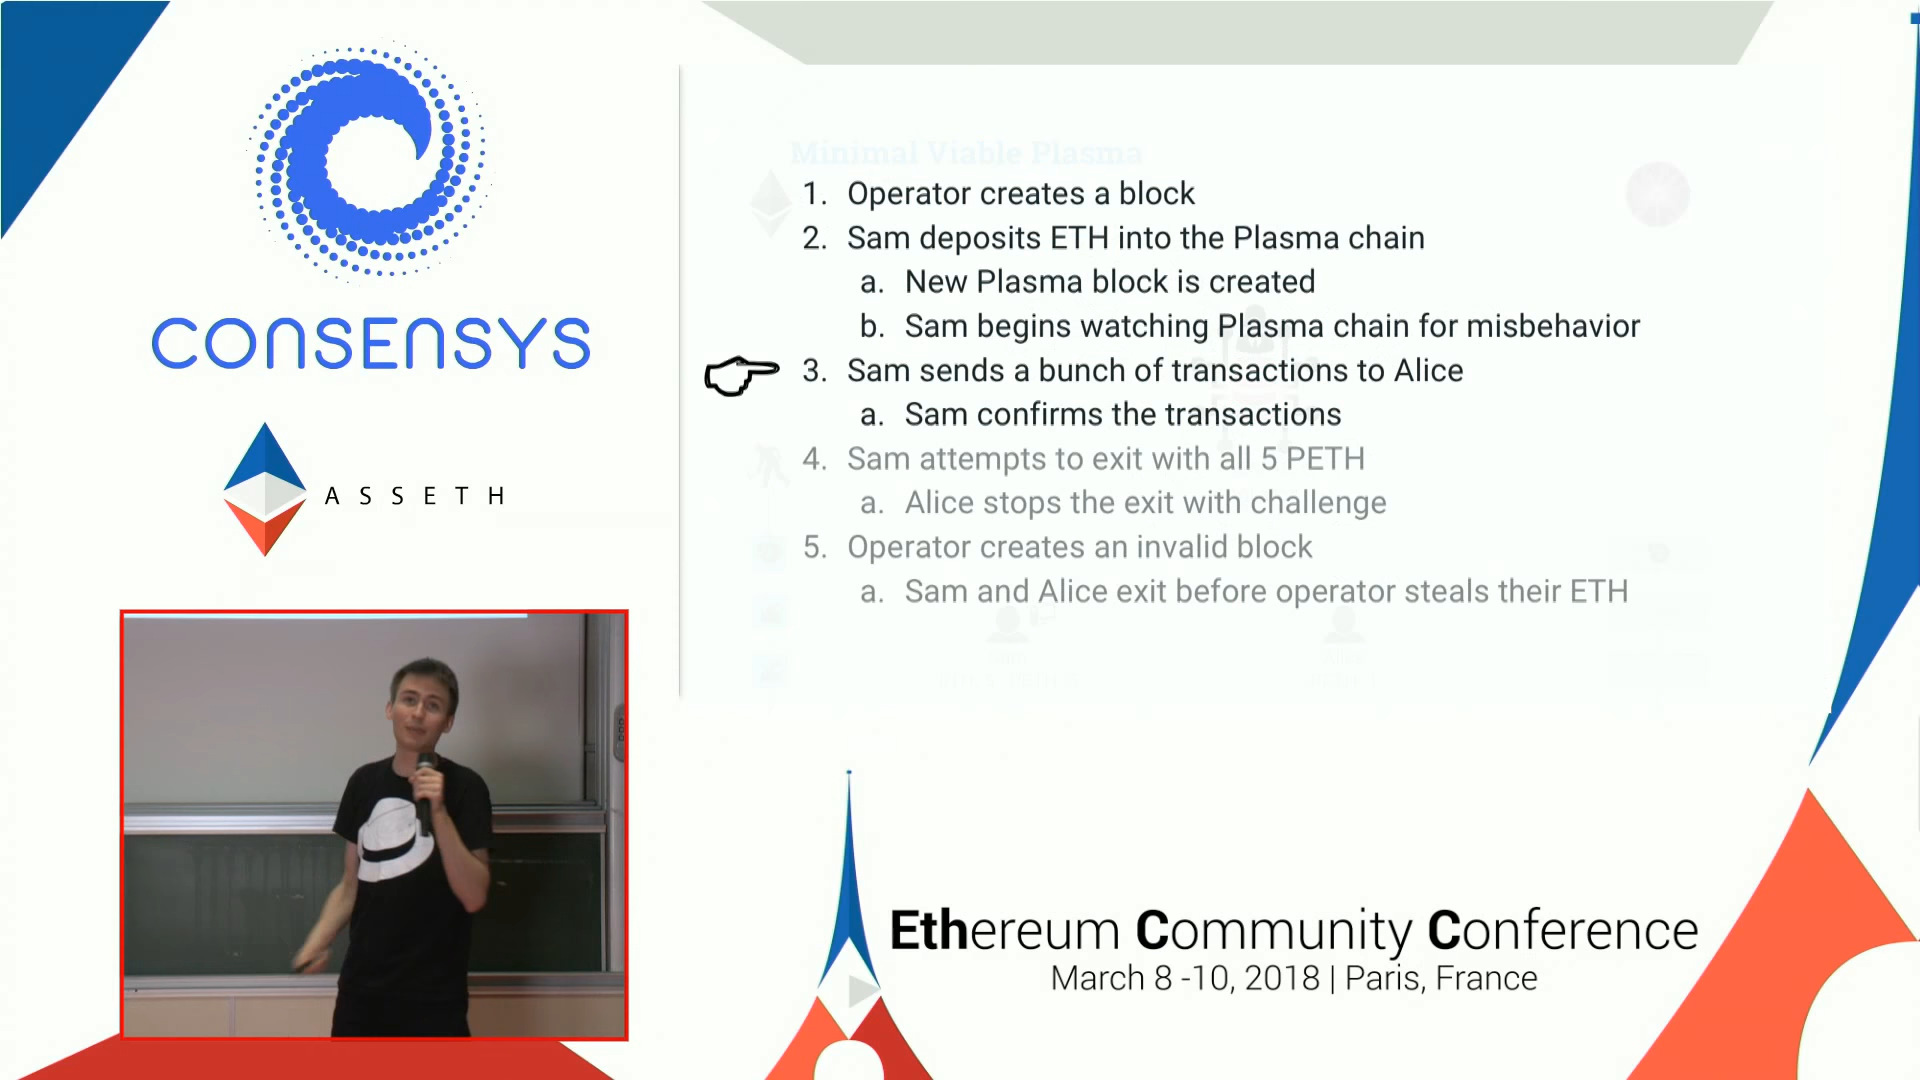 CONSENSYS
ASSETH
Minimal Viable Plasma
1. Operator creates a block
2. Sam deposits ETH into the Plasma chain
a. New Plasma block is created
b. Sam begins watching Plasma chain for misbehavior
3. Sam sends a bunch of transactions to Alice
a. Sam confirms the transactions
4. Sam attempts to exit with all 5 PETH
a. Alice stops the exit with challenge
5. Operator creates an invalid block
a. Sam and Alice exit before operator steals their ETH
Ethereum Community Conference
March 8 -10, 2018 | Paris, France